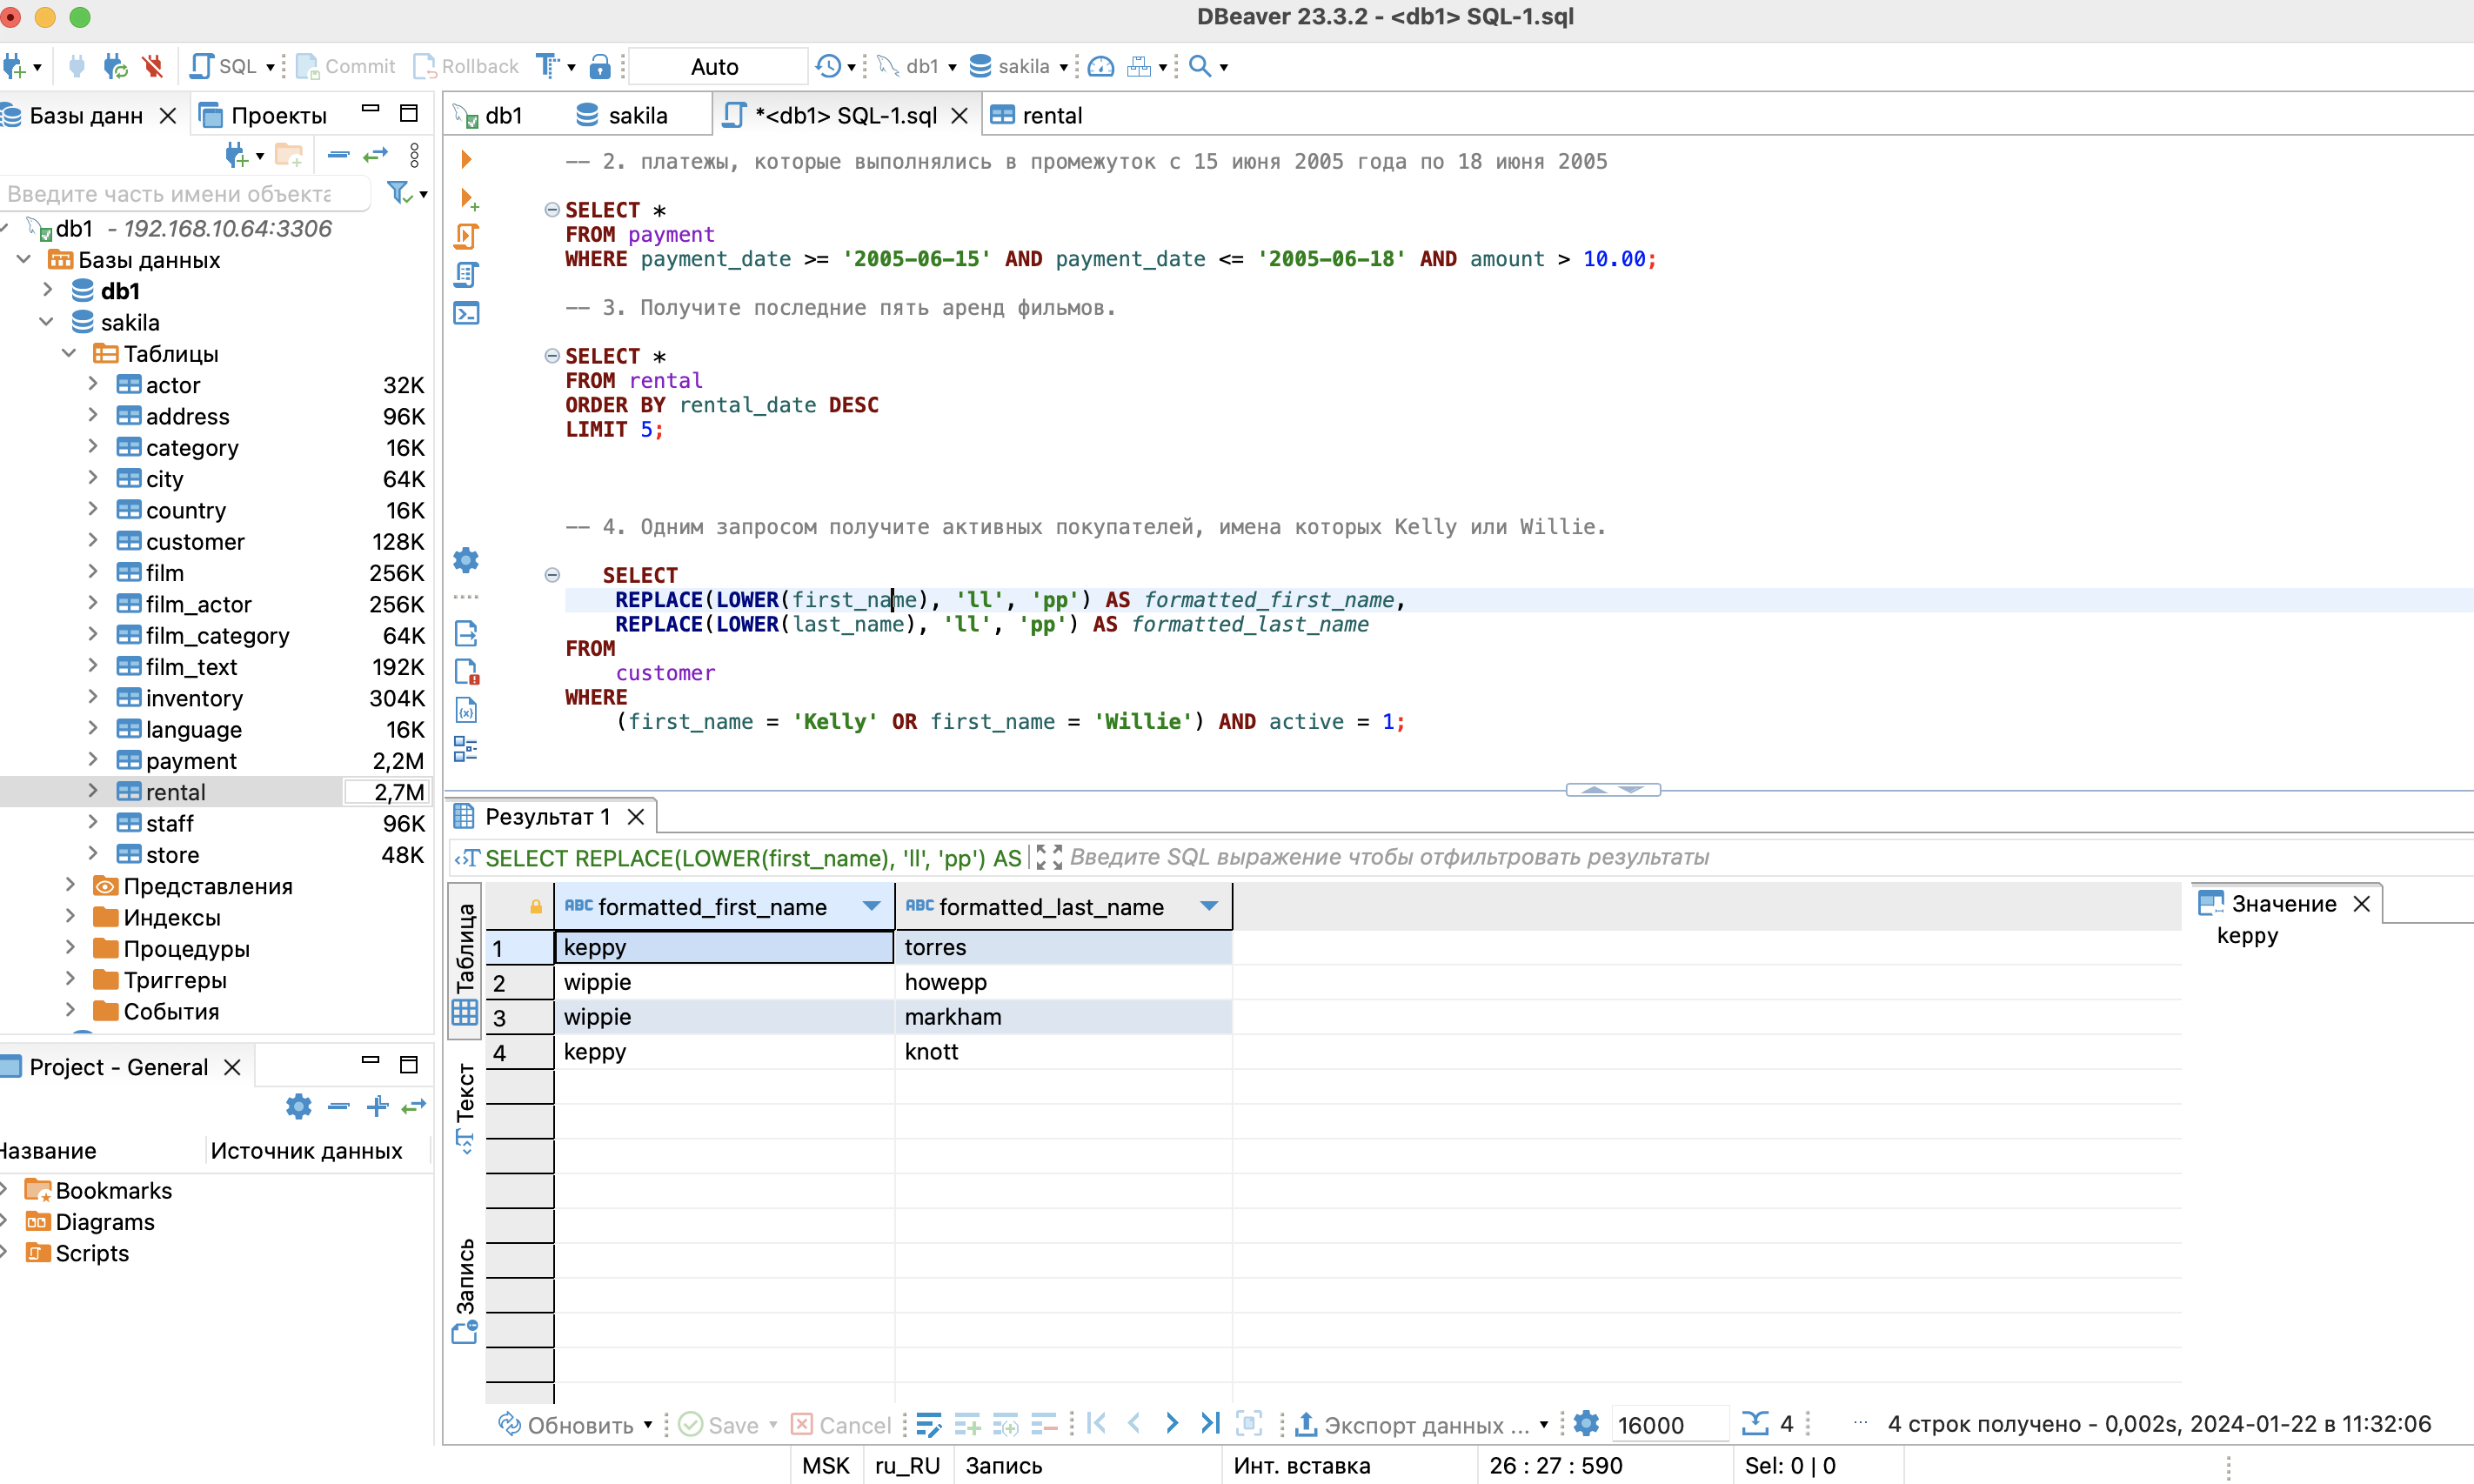 DBeaver 23.3.2 - <db1> SQL-1.sql
SQL Commit Rollback Auto db1 sakila
Базы данн Проекты
db1 sakila *<db1> SQL-1.sql rental
Введите часть имени объекта
db1 - 192.168.10.64:3306
Базы данных
db1
sakila
Таблицы
actor 32K
address 96K
category 16K
city 64K
country 16K
customer 128K
film 256K
film_actor 256K
film_category 64K
film_text 192K
inventory 304K
language 16K
payment 2,2M
rental 2,7M
staff 96K
store 48K
Представления
Индексы
Процедуры
Триггеры
События
Project - General
Название Источник данных
Bookmarks
Diagrams
Scripts
-- 2. платежы, которые выполнялись в промежуток с 15 июня 2005 года по 18 июня 2005
SELECT *
FROM payment
WHERE payment_date >= '2005-06-15' AND payment_date <= '2005-06-18' AND amount > 10.00;
-- 3. Получите последние пять аренд фильмов.
SELECT *
FROM rental
ORDER BY rental_date DESC
LIMIT 5;
-- 4. Одним запросом получите активных покупателей, имена которых Kelly или Willie.
SELECT
REPLACE(LOWER(first_name), 'll', 'pp') AS formatted_first_name,
REPLACE(LOWER(last_name), 'll', 'pp') AS formatted_last_name
FROM
customer
WHERE
(first_name = 'Kelly' OR first_name = 'Willie') AND active = 1;
Результат 1
SELECT REPLACE(LOWER(first_name), 'll', 'pp') AS Введите SQL выражение чтобы отфильтровать результаты
Таблица
Текст
Запись
ABC formatted_first_name ABC formatted_last_name
1 keppy torres
2 wippie howepp
3 wippie markham
4 keppy knott
Значение
keppy
Обновить Save Cancel Экспорт данных ... 16000 4 ... 4 строк получено - 0,002s, 2024-01-22 в 11:32:06
MSK ru_RU Запись Инт. вставка 26 : 27 : 590 Sel: 0 | 0